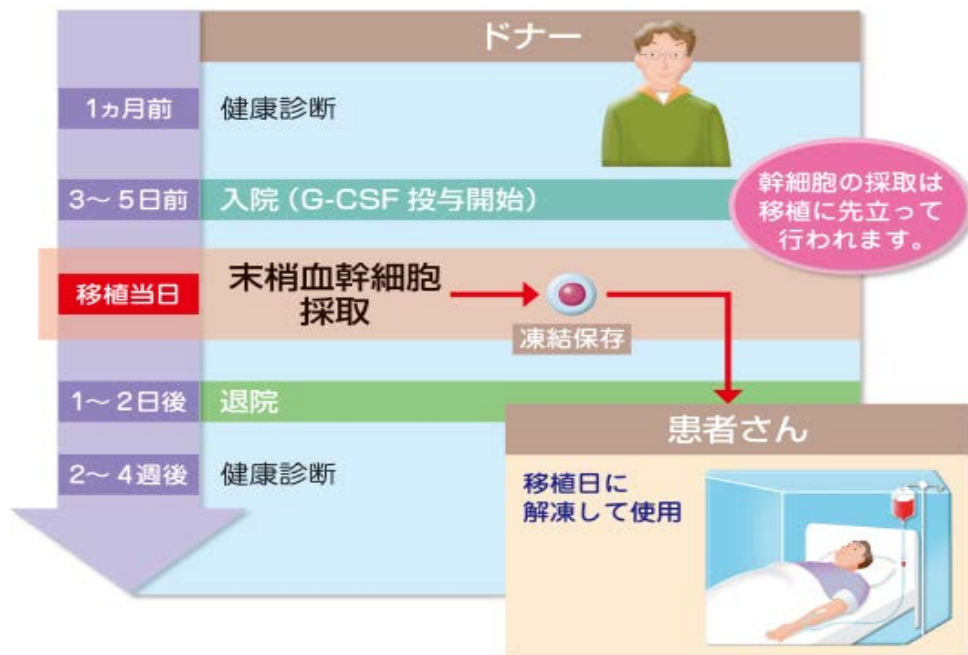 ドナー
1ヵ月前
健康診断
3～5日前
入院（G-CSF 投与開始）
幹細胞の採取は
移植に先立って
行われます。
移植当日
末梢血幹細胞
採取
凍結保存
1～2日後
退院
2～4週後
健康診断
患者さん
移植日に
解凍して使用